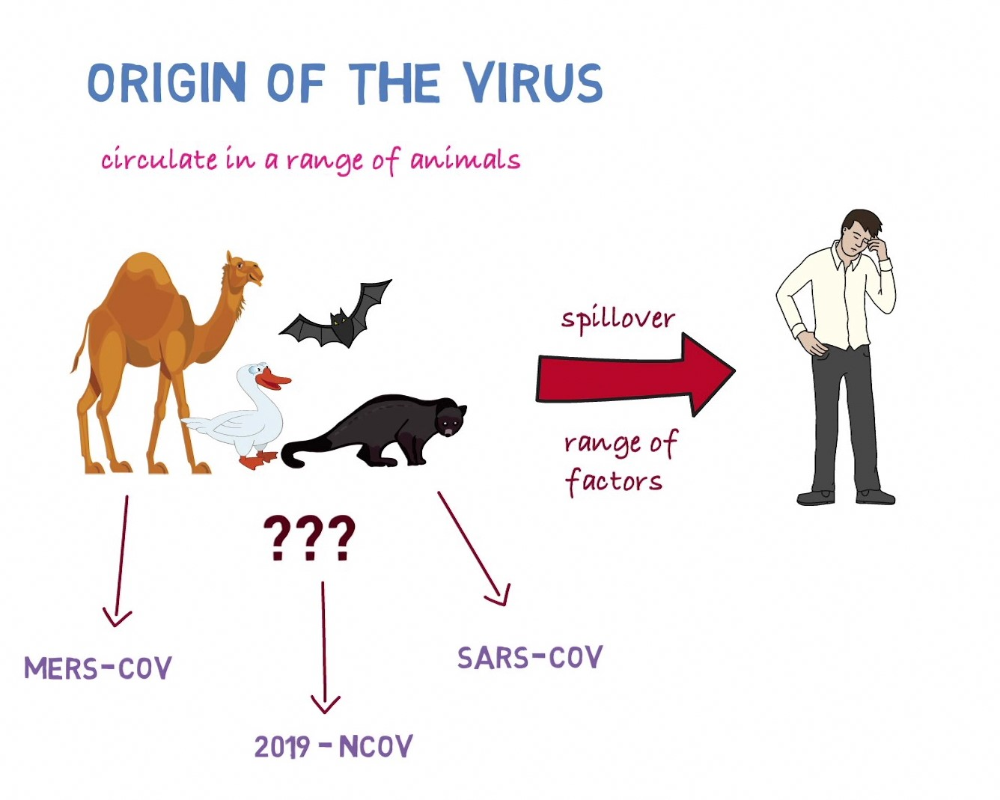 ORIGIN OF THE VIRUS
circulate in a range of animals
spillover
range of
factors
???
MERS-COV
SARS-COV
2019 - NCOV